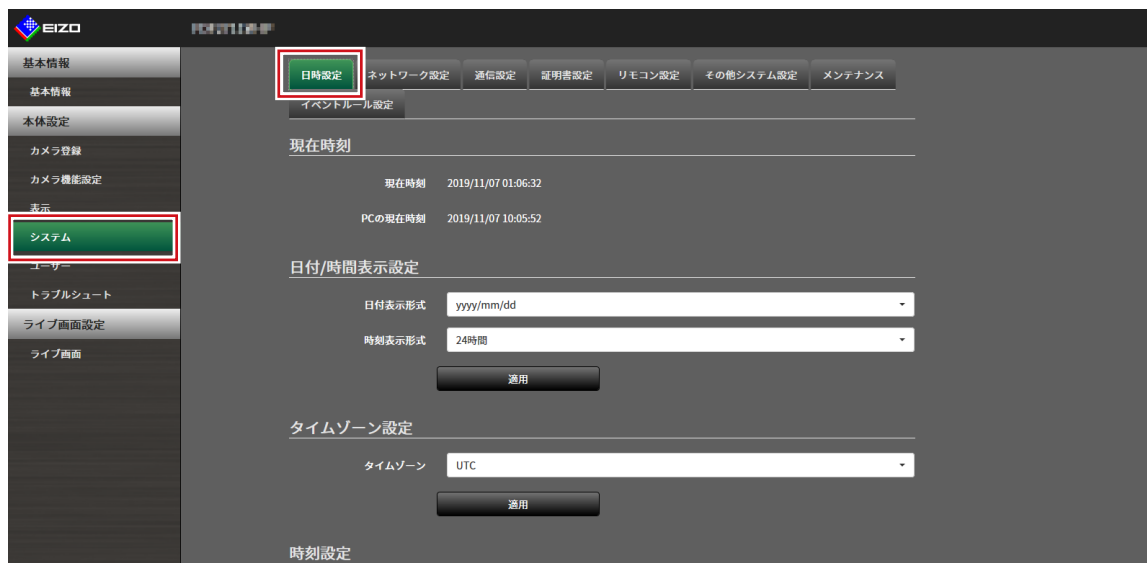 EIZO
基本情報
基本情報
本体設定
カメラ登録
カメラ機能設定
表示
システム
ユーザー
トラブルシュート
ライブ画面設定
ライブ画面
日時設定 ネットワーク設定 通信設定 証明書設定 リモコン設定 その他システム設定 メンテナンス
イベントルール設定
現在時刻
現在時刻 2019/11/07 01:06:32
PCの現在時刻 2019/11/07 10:05:52
日付/時間表示設定
日付表示形式 yyyy/mm/dd
時刻表示形式 24時間
適用
タイムゾーン設定
タイムゾーン UTC
適用
時刻設定